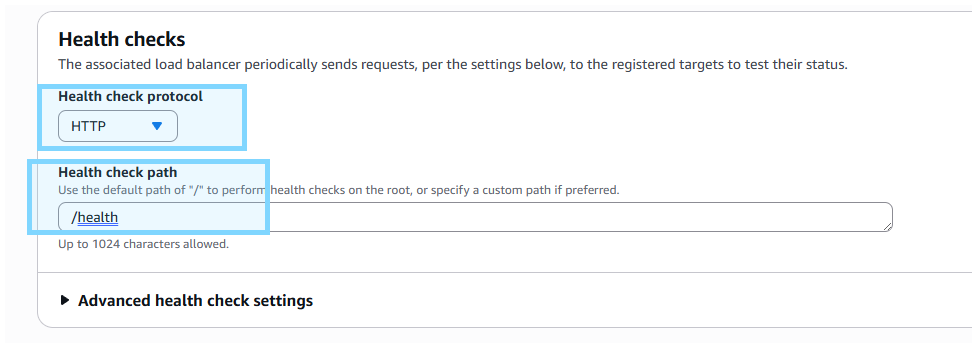 Health checks
The associated load balancer periodically sends requests, per the settings below, to the registered targets to test their status.
Health check protocol
HTTP
Health check path
Use the default path of "/" to perform health checks on the root, or specify a custom path if preferred.
/health
Up to 1024 characters allowed.
Advanced health check settings